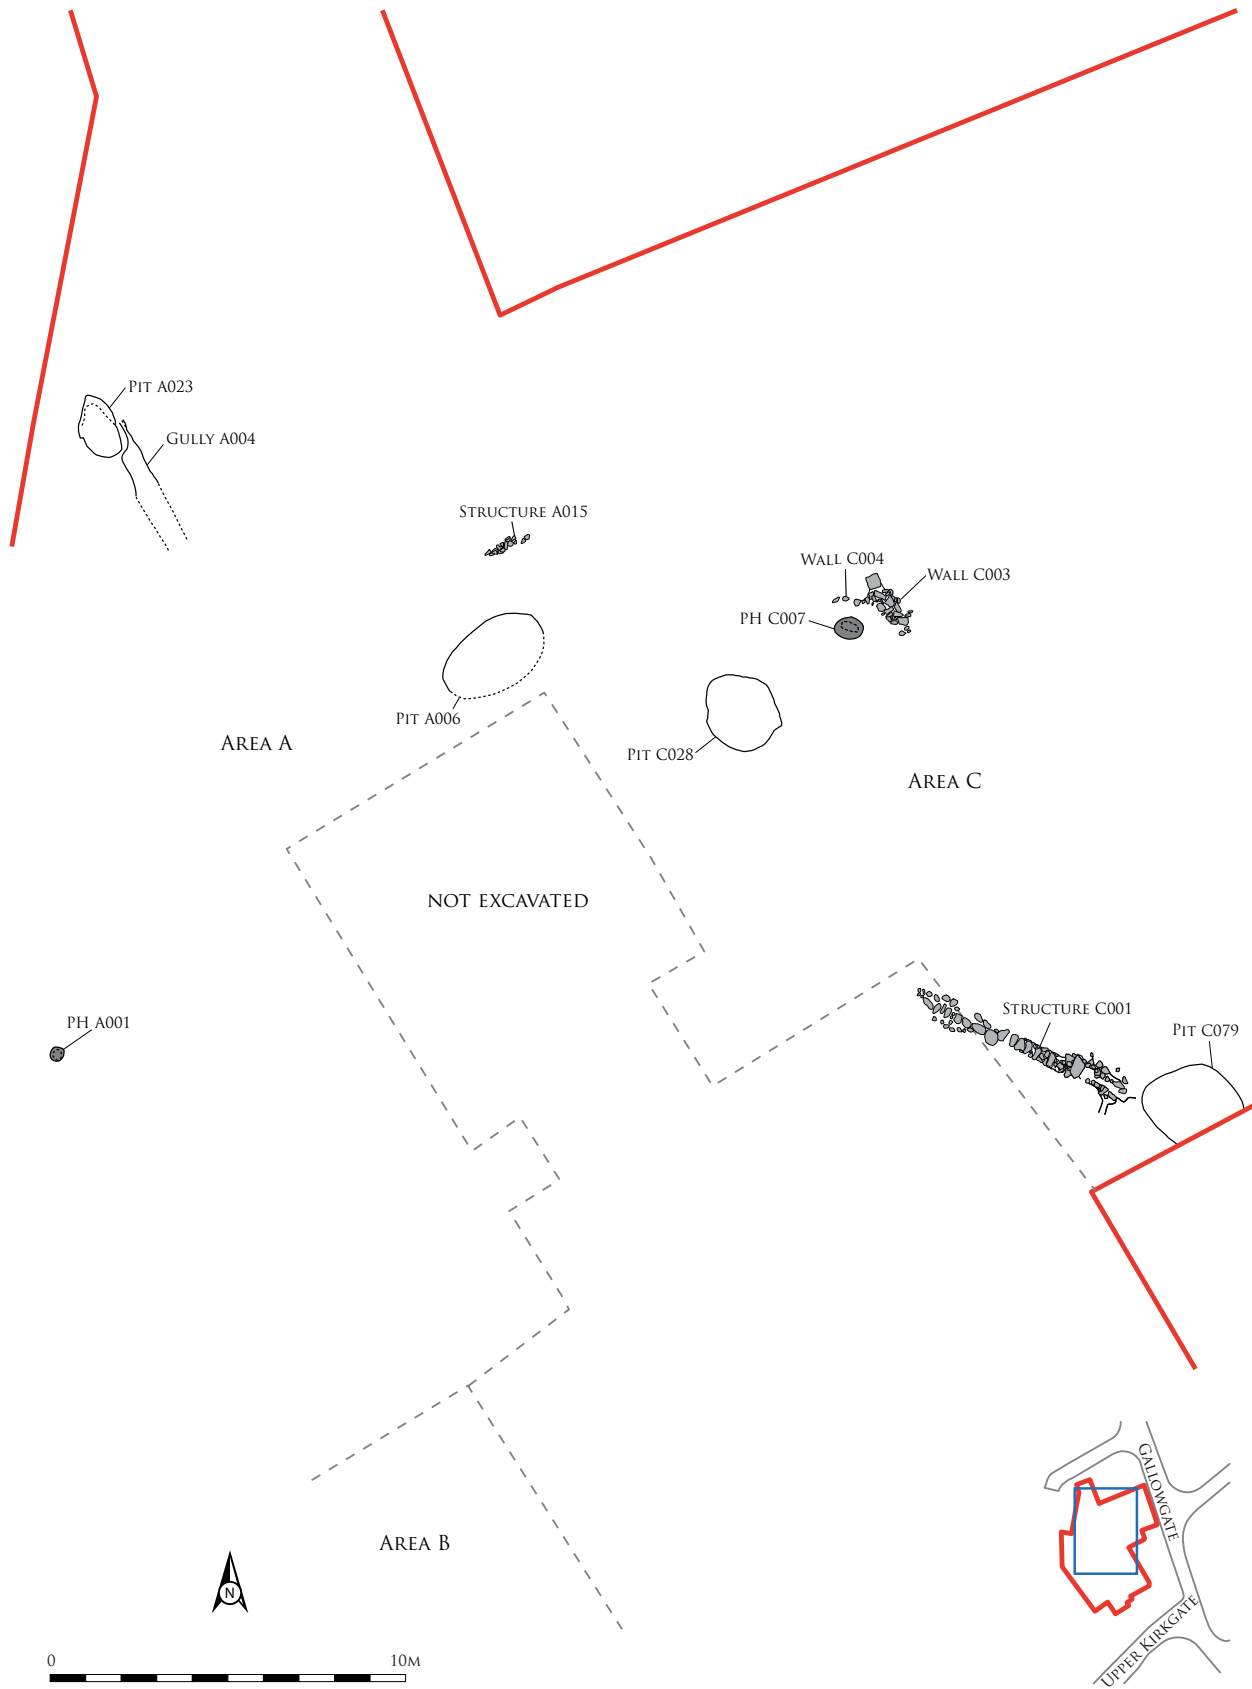 Pit A023
Gully A004
Structure A015
Wall C004
Wall C003
PH C007
Pit A006
Pit C028
Area A
Area C
not excavated
Structure C001
PH A001
Pit C079
Gallowgate
Area B
N
Upper Kirkgate
0 10m